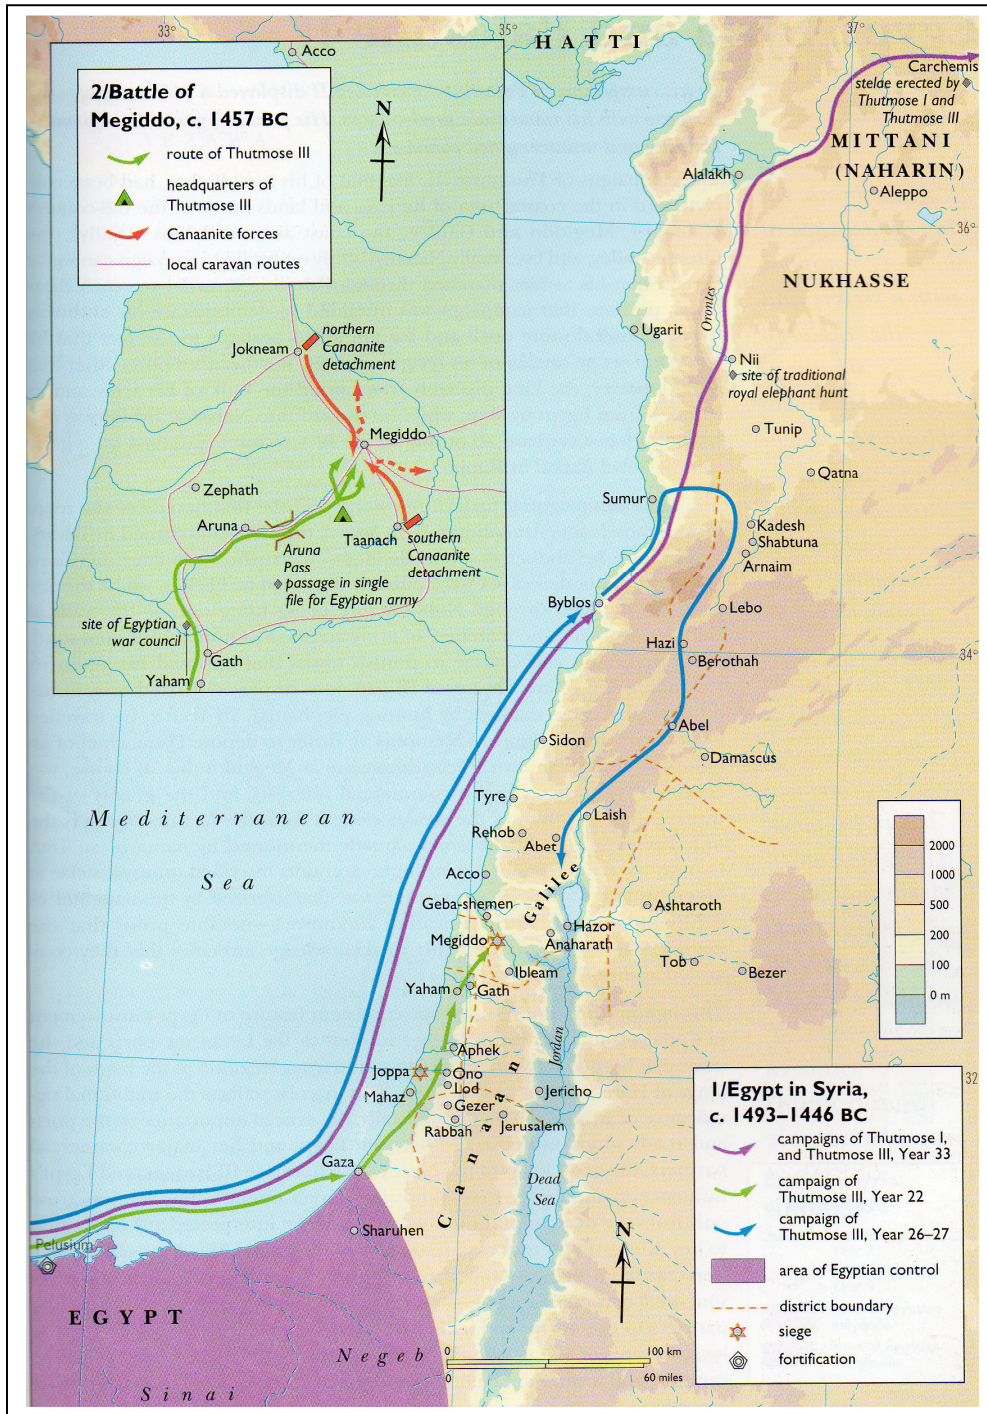 33°
35°
37°
HATTI
Acco
2/Battle of
Megiddo, c. 1457 BC
route of Thutmose III
headquarters of
Thutmose III
Canaanite forces
local caravan routes
N
northern
Canaanite
detachment
Jokneam
Megiddo
Zephath
Aruna
Taanach
Aruna
Pass
southern
Canaanite
detachment
passage in single
file for Egyptian army
site of Egyptian
war council
Gath
Yaham
Carchemis
stelae erected by
Thutmose I and
Thutmose III
MITTANI
(NAHARIN)
Alalakh
Aleppo
36°
NUKHASSE
Orontes
Ugarit
Nii
site of traditional
royal elephant hunt
Tunip
Qatna
Sumur
Kadesh
Shabtuna
Arnaim
Byblos
Lebo
Hazi
Berothah
34°
Abel
Sidon
Damascus
Mediterranean
Sea
Tyre
Laish
Rehob
Abet
Acco
Galilee
Geba-shemen
Ashtaroth
Hazor
Megiddo
Anaharath
Tob
Bezer
Ibleam
Yaham
Gath
Jordan
Aphek
Joppa
Ono
Lod
Mahaz
Gezer
Jericho
Rabbah
Jerusalem
Canaan
Gaza
Dead
Sea
Sharuhen
Pelusium
EGYPT
Negeb
Sinai
N
0
100 km
0
60 miles
2000
1000
500
200
100
0 m
32
1/Egypt in Syria,
c. 1493–1446 BC
campaigns of Thutmose I,
and Thutmose III, Year 33
campaign of
Thutmose III, Year 22
campaign of
Thutmose III, Year 26–27
area of Egyptian control
district boundary
siege
fortification